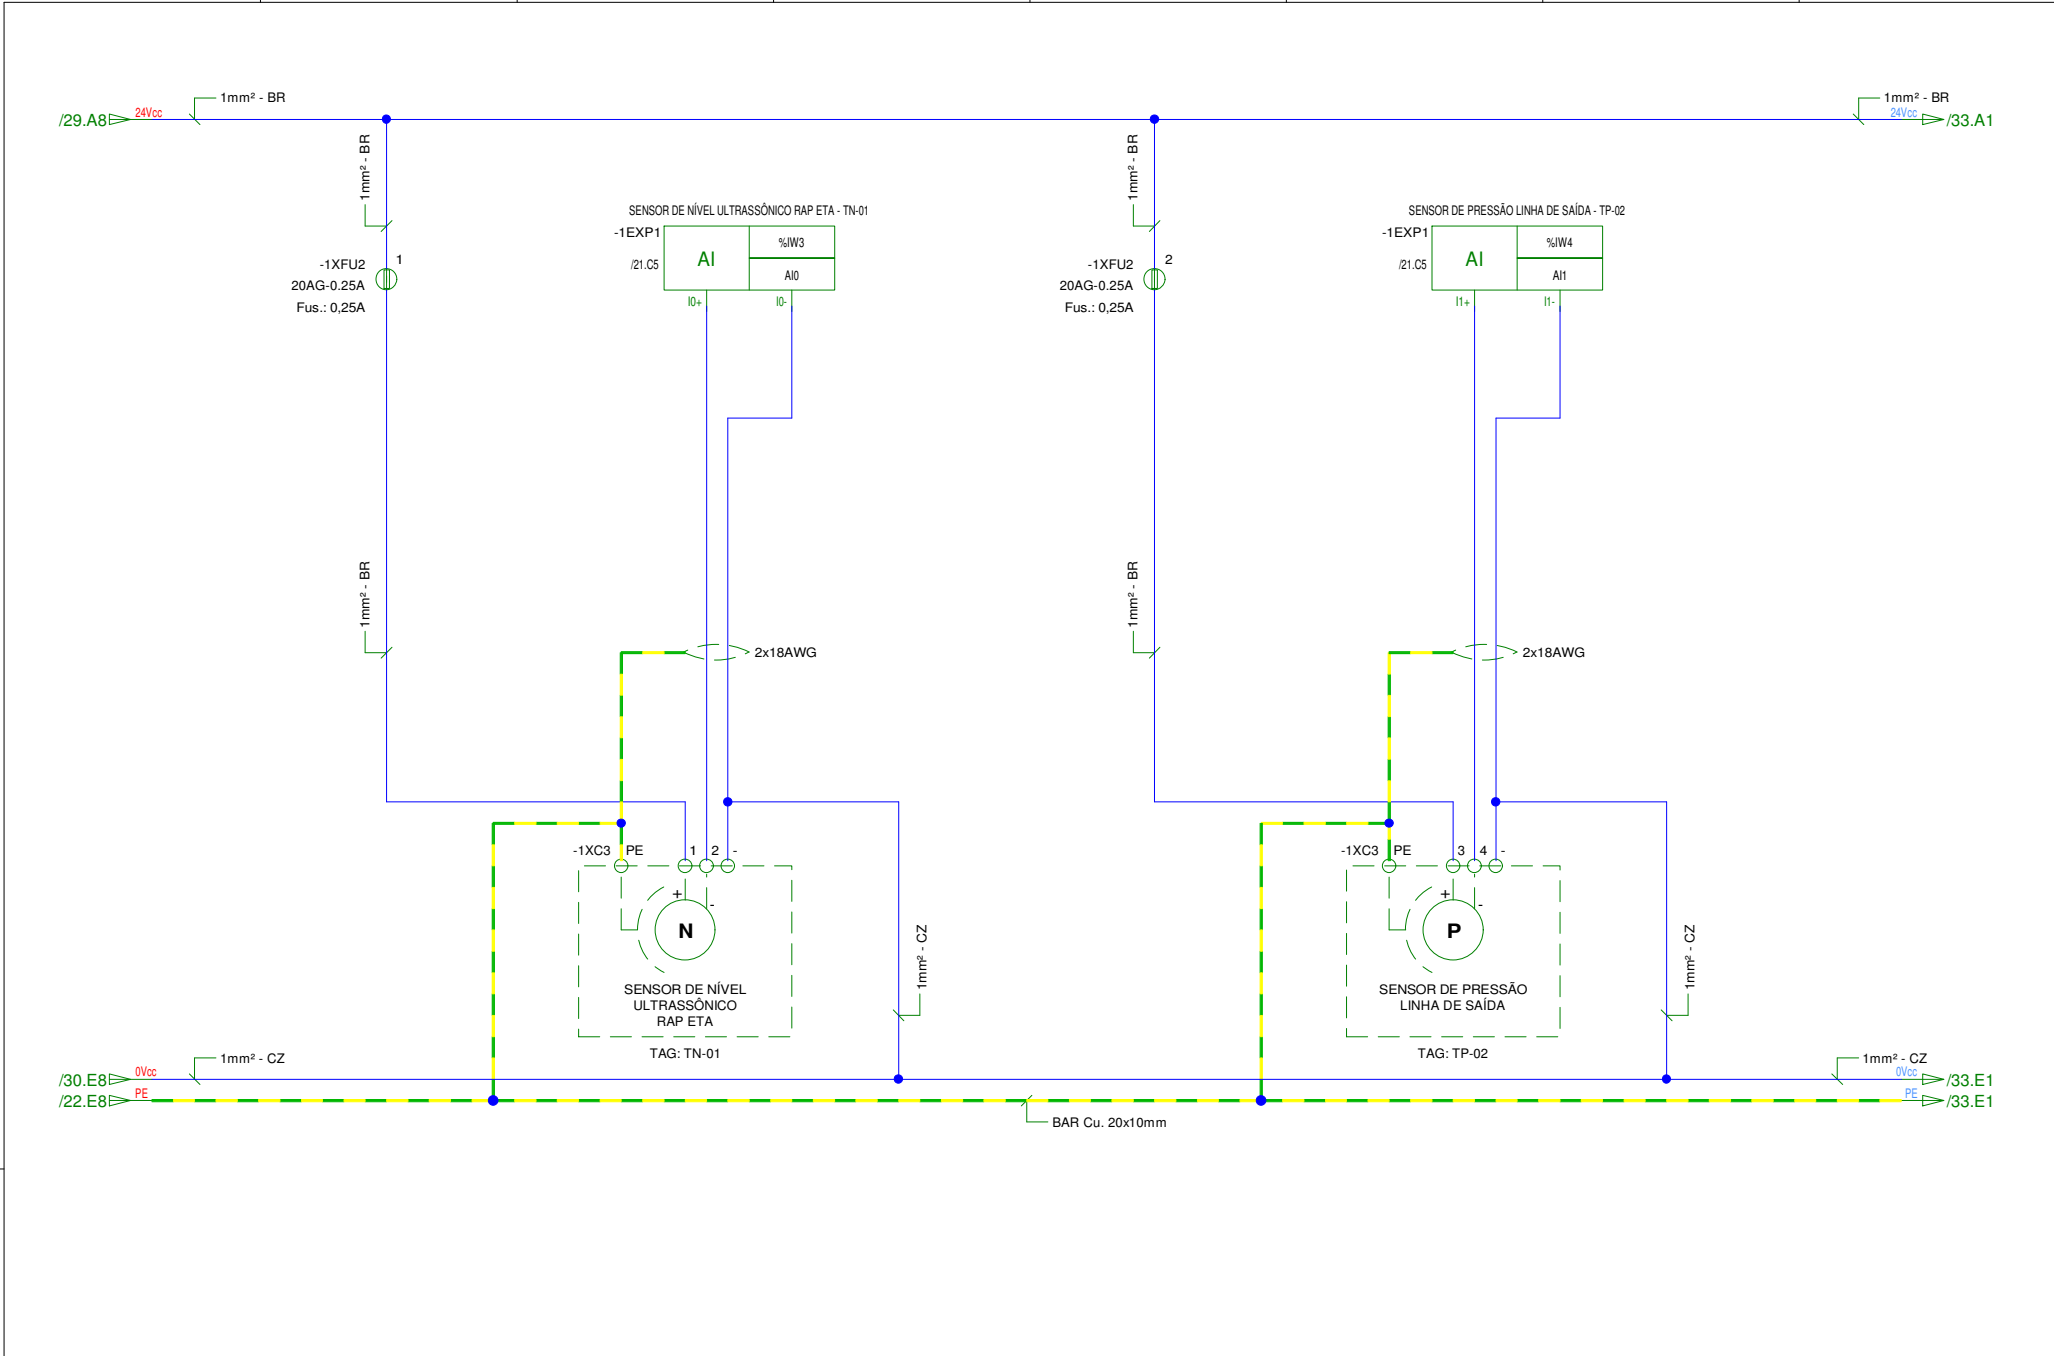 1mm² - BR
/29.A8
24Vcc
1mm² - BR
24Vcc
/33.A1
1mm² - BR
-1XFU2
1
20AG-0.25A
Fus.: 0,25A
SENSOR DE NÍVEL ULTRASSÔNICO RAP ETA - TN-01
-1EXP1
/21.C5
AI
%IW3
AI0
I0+
I0-
1mm² - BR
-1XFU2
2
20AG-0.25A
Fus.: 0,25A
SENSOR DE PRESSÃO LINHA DE SAÍDA - TP-02
-1EXP1
/21.C5
AI
%IW4
AI1
I1+
I1-
1mm² - BR
2x18AWG
1mm² - BR
2x18AWG
-1XC3
PE
1
2
-
+
-
N
SENSOR DE NÍVEL
ULTRASSÔNICO
RAP ETA
TAG: TN-01
1mm² - CZ
-1XC3
PE
3
4
-
+
-
P
SENSOR DE PRESSÃO
LINHA DE SAÍDA
TAG: TP-02
1mm² - CZ
1mm² - CZ
/30.E8
0Vcc
/22.E8
PE
BAR Cu. 20x10mm
1mm² - CZ
0Vcc
/33.E1
PE
/33.E1